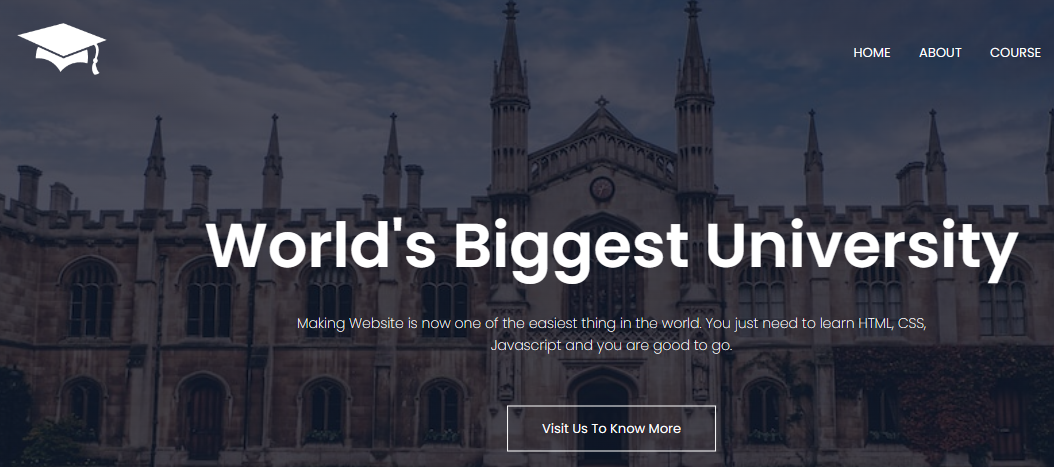 HOME ABOUT COURSE
World's Biggest University
Making Website is now one of the easiest thing in the world. You just need to learn HTML, CSS,
Javascript and you are good to go.
Visit Us To Know More